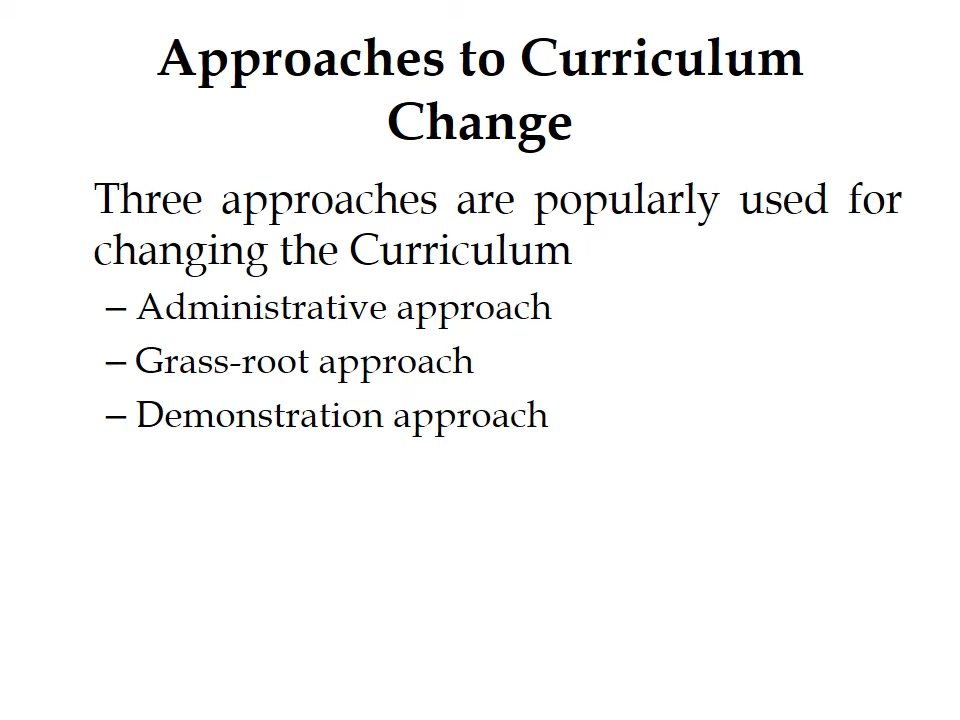 Approaches to Curriculum
Change
Three approaches are popularly used for
changing the Curriculum
– Administrative approach
– Grass-root approach
– Demonstration approach